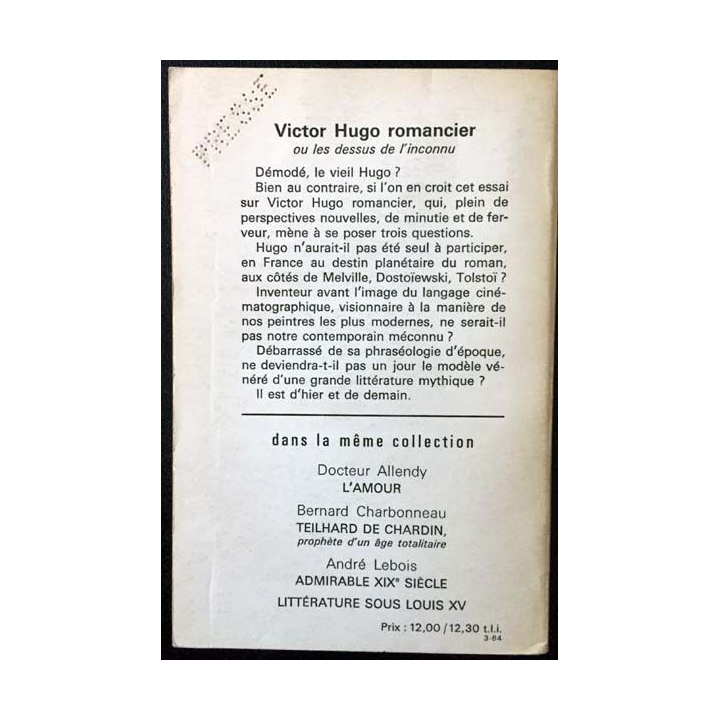 PRESSE
Victor Hugo romancier
ou les dessus de l'inconnu
Démodé, le vieil Hugo ?
Bien au contraire, si l'on en croit cet essai
sur Victor Hugo romancier, qui, plein de
perspectives nouvelles, de minutie et de fer-
veur, mène à se poser trois questions.
Hugo n'aurait-il pas été seul à participer,
en France au destin planétaire du roman,
aux côtés de Melville, Dostoïewski, Tolstoï ?
Inventeur avant l'image du langage ciné-
matographique, visionnaire à la manière de
nos peintres les plus modernes, ne serait-il
pas notre contemporain méconnu ?
Débarrassé de sa phraséologie d'époque,
ne deviendra-t-il pas un jour le modèle vé-
néré d'une grande littérature mythique ?
Il est d'hier et de demain.
dans la même collection
Docteur Allendy
L'AMOUR
Bernard Charbonneau
TEILHARD DE CHARDIN,
prophète d'un âge totalitaire
André Lebois
ADMIRABLE XIXe SIÈCLE
LITTÉRATURE SOUS LOUIS XV
Prix : 12,00/12,30 t.l.i.
3-64